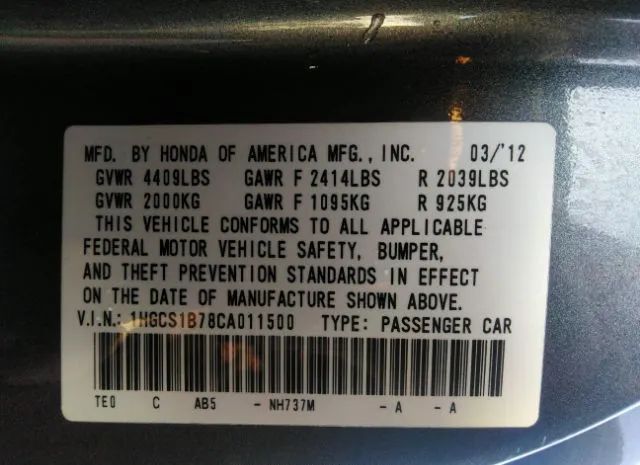 MFD. BY HONDA OF AMERICA MFG., INC. 03/'12
GVWR 4409LBS GAWR F 2414LBS R 2039LBS
GVWR 2000KG GAWR F 1095KG R 925KG
THIS VEHICLE CONFORMS TO ALL APPLICABLE
FEDERAL MOTOR VEHICLE SAFETY, BUMPER,
AND THEFT PREVENTION STANDARDS IN EFFECT
ON THE DATE OF MANUFACTURE SHOWN ABOVE.
V.I.N.: 1HGCS1B78CA011500 TYPE: PASSENGER CAR
TE0 C AB5 - NH737M - A - A